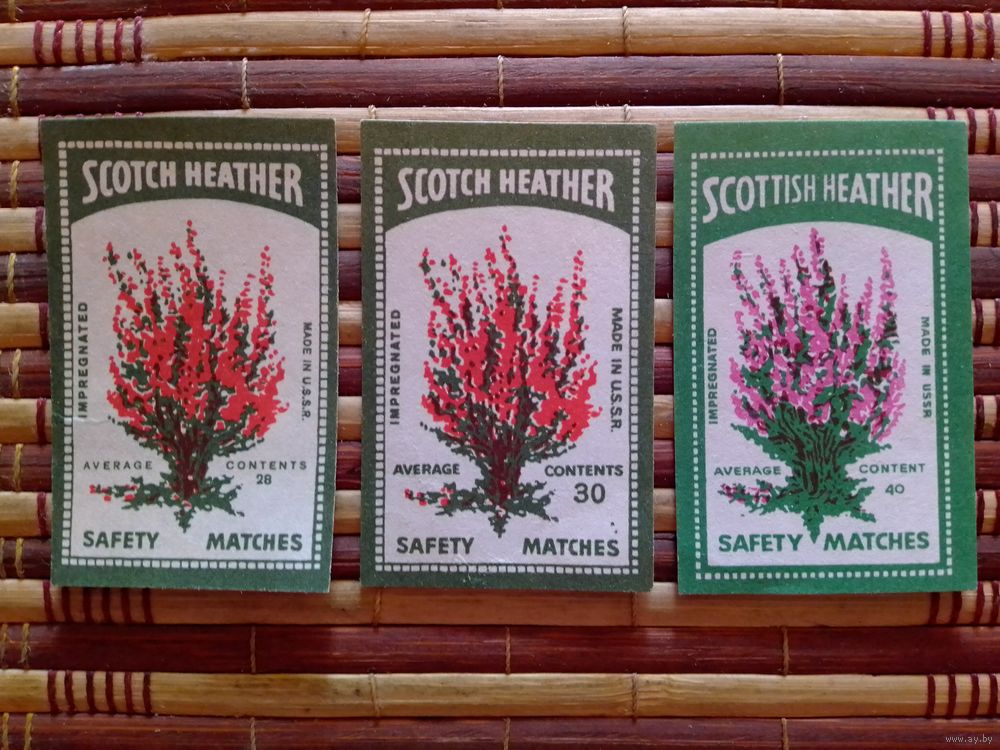 SCOTCH HEATHER
IMPREGNATED
MADE IN U.S.S.R.
AVERAGE CONTENTS
28
SAFETY MATCHES
SCOTCH HEATHER
IMPREGNATED
MADE IN U.S.S.R.
AVERAGE CONTENTS
30
SAFETY MATCHES
SCOTTISH HEATHER
IMPREGNATED
MADE IN USSR
AVERAGE CONTENT
40
SAFETY MATCHES
www.ay.by